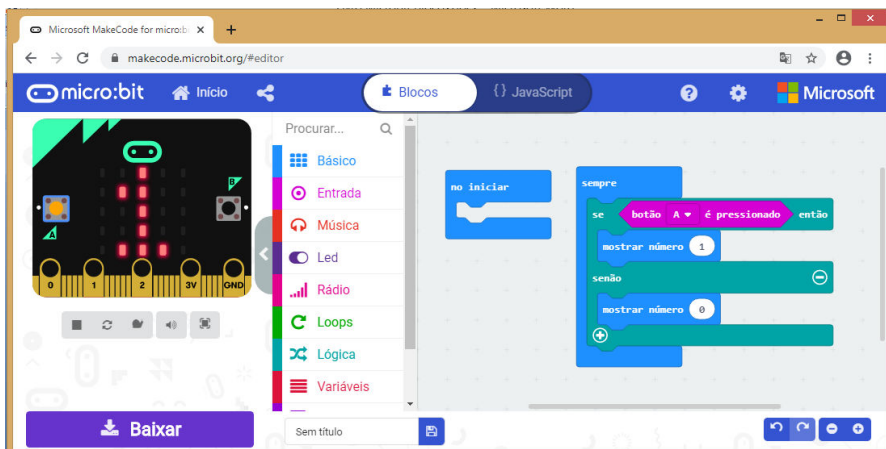 Microsoft MakeCode for micro:b
makecode.microbit.org/#editor
micro:bit Início Blocos {} JavaScript ? Microsoft
Procurar...
Básico
Entrada
Música
Led
Rádio
Loops
Lógica
Variáveis
B
A
0 1 2 3V GND
no iniciar
sempre
se botão A é pressionado então
mostrar número 1
senão
mostrar número 0
Baixar
Sem título